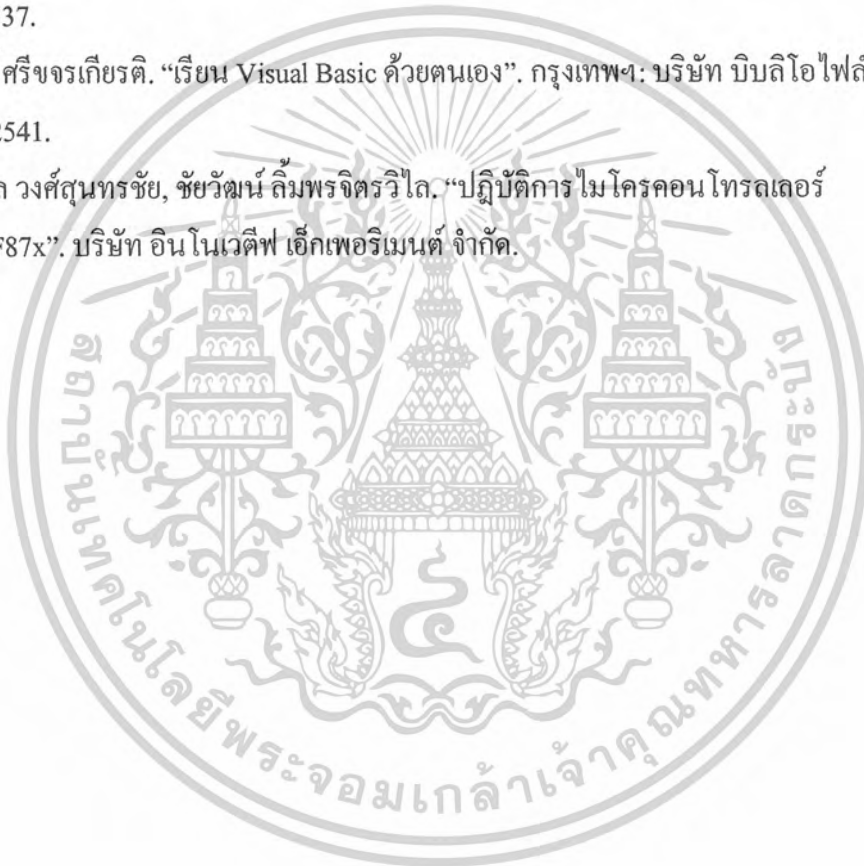 37.
ศรีขจรเกียรติ. “เรียน Visual Basic ด้วยตนเอง”. กรุงเทพฯ: บริษัท บิบลิโอไฟล์
2541.
วงศ์สุนทรชัย, ชัยวัฒน์ ลิ้มพรจิตรวิไล. “ปฏิบัติการไมโครคอนโทรลเลอร์
F87x”. บริษัท อินโนเวตีฟ เอ็กเพอริเมนต์ จำกัด.
สถาบันเทคโนโลยีพระจอมเกล้าเจ้าคุณทหารลาดกระบัง